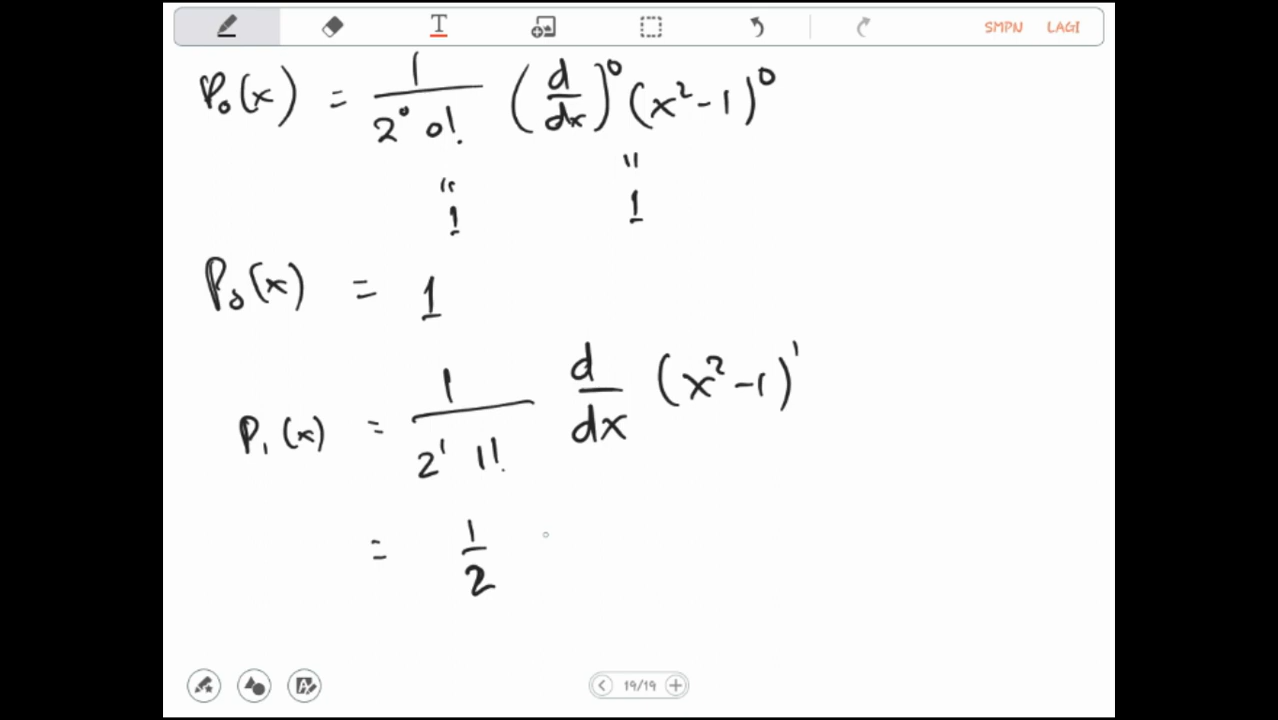 T SMPN LAGI
P₀(x) = 1/(2⁰ 0!) (d/dx)⁰ (x²-1)⁰
" "
1 1
P₀(x) = 1
P₁(x) = 1/(2¹ 1!) d/dx (x²-1)¹
= 1/2
19/19